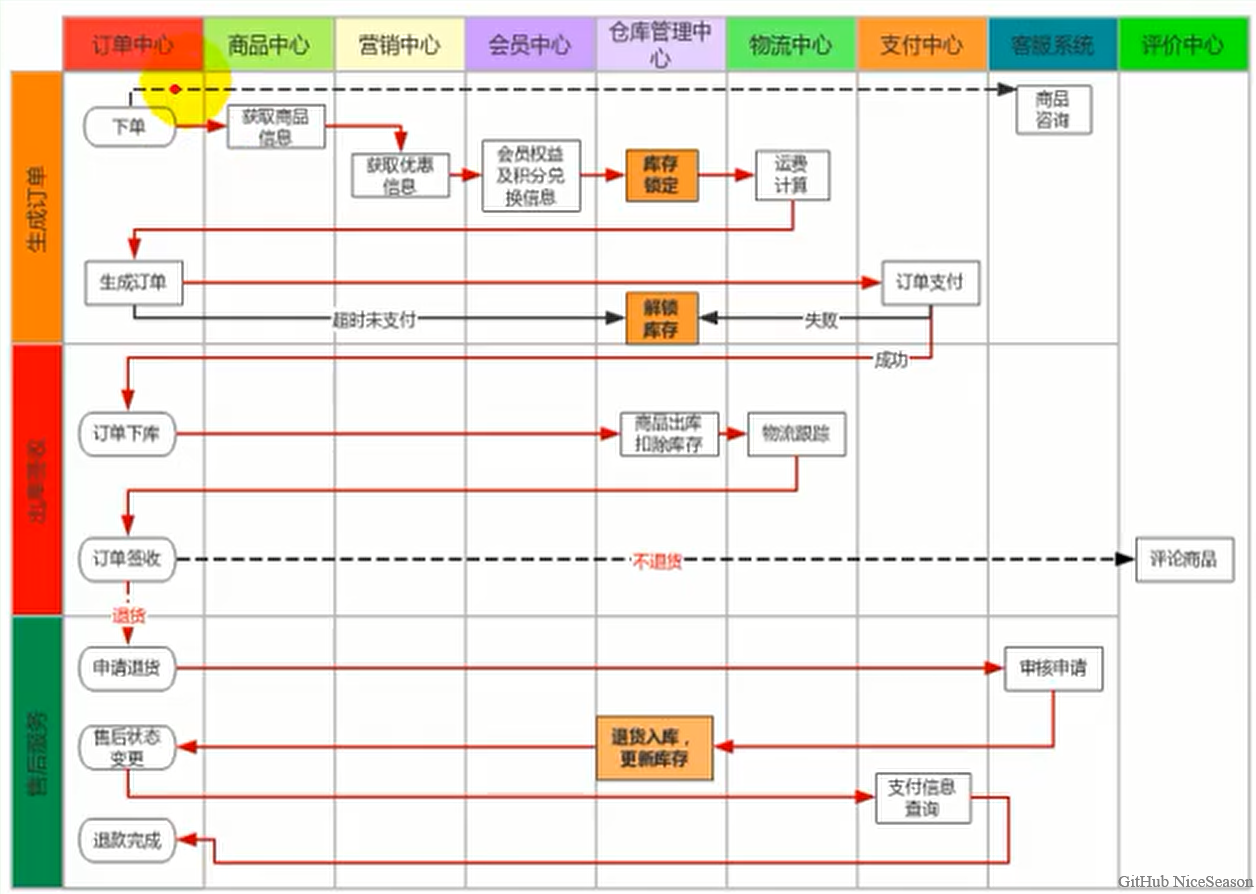 订单中心
商品中心
营销中心
会员中心
仓库管理中
心
物流中心
支付中心
客服系统
评价中心
生成订单
下单
获取商品
信息
商品
咨询
获取优惠
信息
会员权益
及积分兑
换信息
库存
锁定
运费
计算
生成订单
订单支付
超时未支付
解锁
库存
失败
成功
出库签收
订单下库
商品出库
扣除库存
物流跟踪
订单签收
不退货
评论商品
退货
售后服务
申请退货
审核申请
售后状态
变更
退货入库，
更新库存
支付信息
查询
退款完成
GitHub NiceSeason